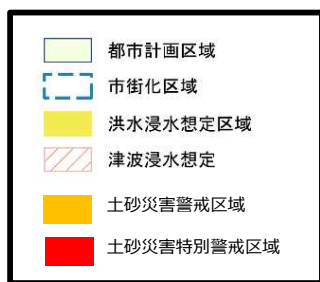 都市計画区域
市街化区域
洪水浸水想定区域
津波浸水想定
土砂災害警戒区域
土砂災害特別警戒区域